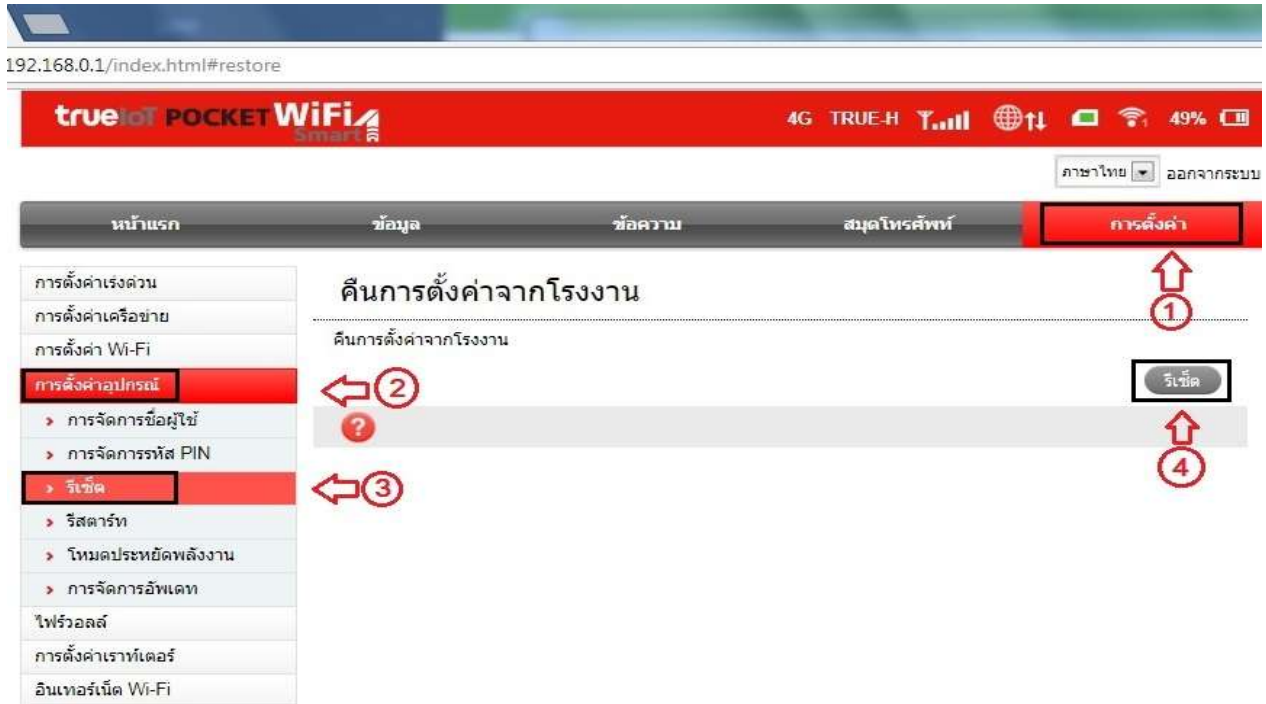 192.168.0.1/index.html#restore
trueIoT POCKET WiFi 4G TRUE-H 49%
Smart
ภาษาไทย ออกจากระบบ
หน้าแรก ข้อมูล ข้อความ สมุดโทรศัพท์ การตั้งค่า
การตั้งค่าเร่งด่วน
คืนการตั้งค่าจากโรงงาน
1
การตั้งค่าเครือข่าย
คืนการตั้งค่าจากโรงงาน
การตั้งค่า Wi-Fi
การตั้งค่าอุปกรณ์
2
รีเซ็ต
การจัดการชื่อผู้ใช้
?
การจัดการรหัส PIN
4
รีเซ็ต
3
รีสตาร์ท
โหมดประหยัดพลังงาน
การจัดการอัพเดท
ไฟร์วอลล์
การตั้งค่าเราท์เตอร์
อินเทอร์เน็ต Wi-Fi